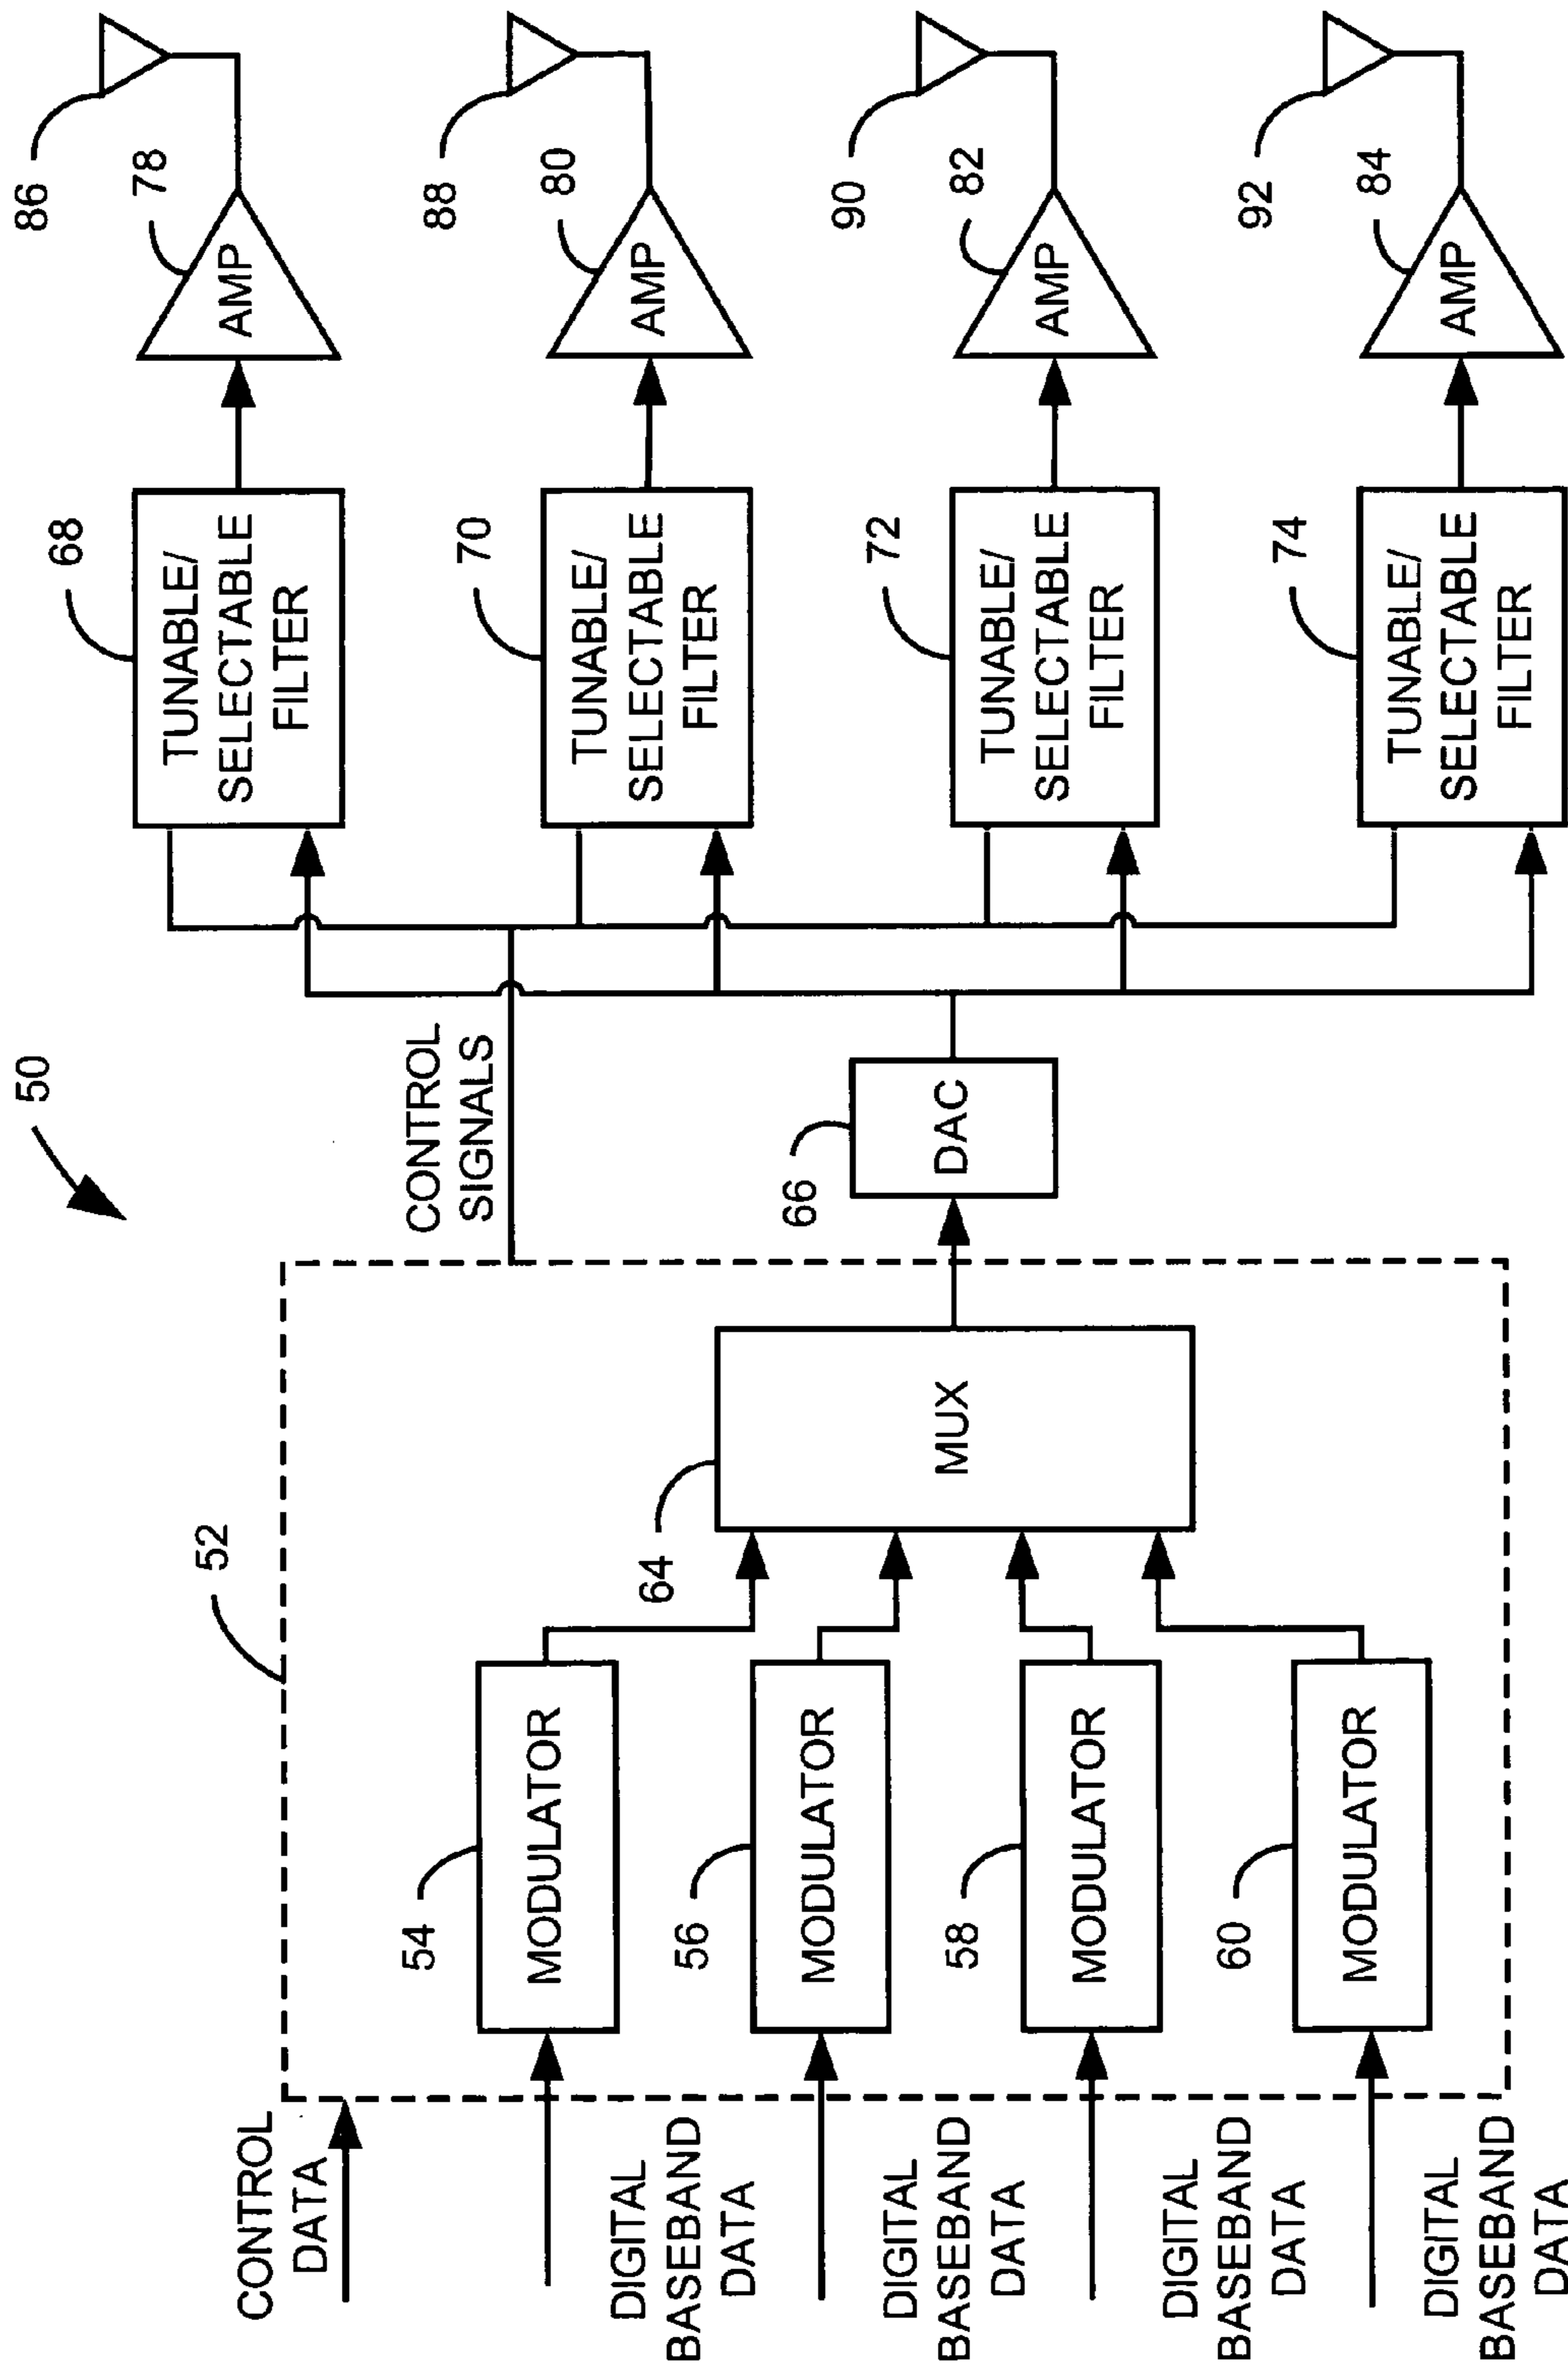 50
52
CONTROL
DATA
DIGITAL
BASEBAND
DATA
DIGITAL
BASEBAND
DATA
DIGITAL
BASEBAND
DATA
DIGITAL
BASEBAND
DATA
54
MODULATOR
56
MODULATOR
58
MODULATOR
60
MODULATOR
64
MUX
CONTROL
SIGNALS
66
DAC
68
TUNABLE/
SELECTABLE
FILTER
70
TUNABLE/
SELECTABLE
FILTER
72
TUNABLE/
SELECTABLE
FILTER
74
TUNABLE/
SELECTABLE
FILTER
78
AMP
80
AMP
82
AMP
84
AMP
86
88
90
92